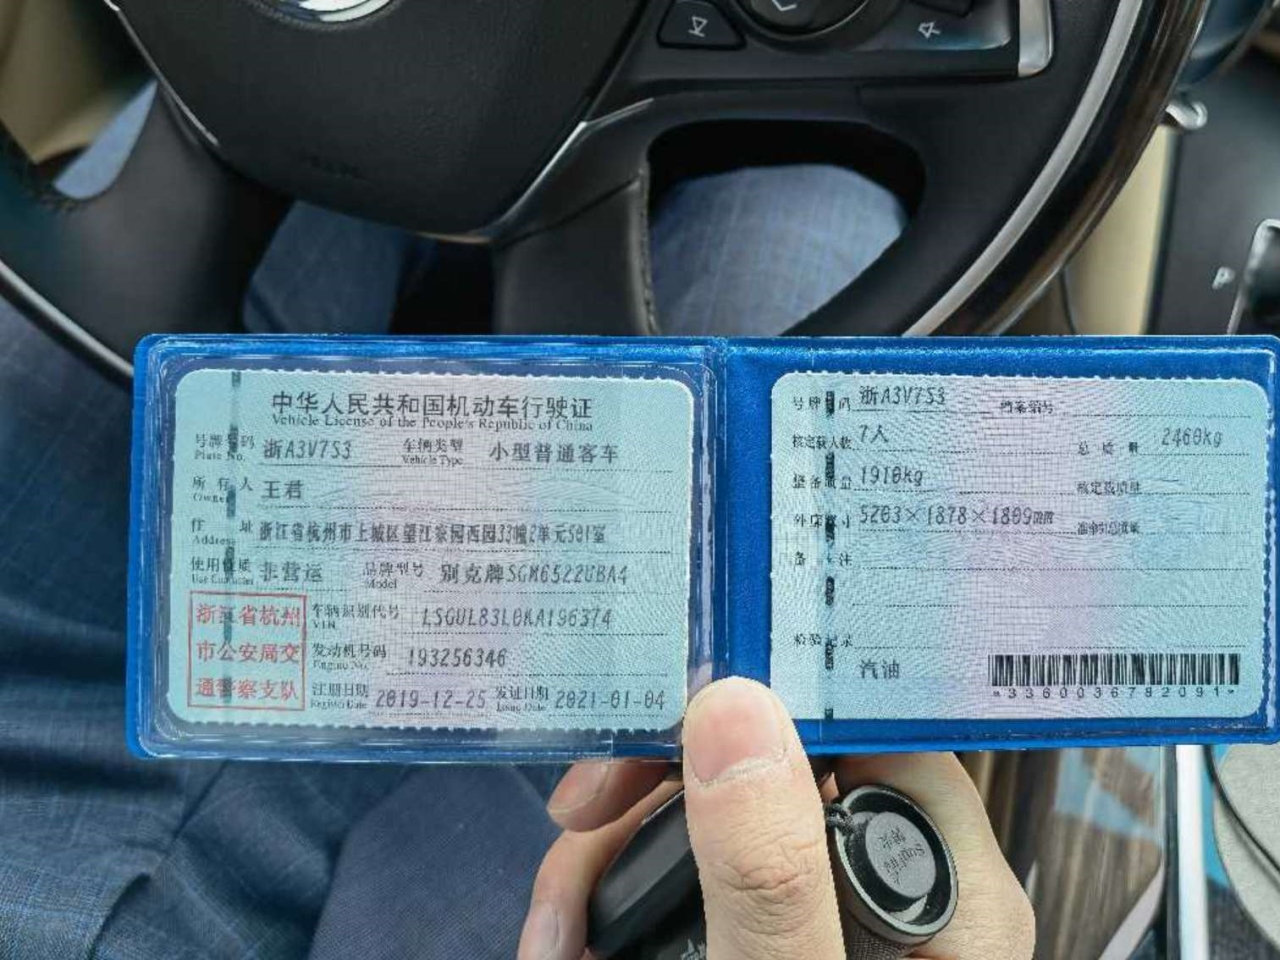 中华人民共和国机动车行驶证
Vehicle License of the People's Republic of China
号牌号码 浙A3V7S3 车辆类型 小型普通客车
Plate No. Vehicle Type
所有人 王君
Owner
住址 浙江省杭州市上城区望江家园西园33幢2单元501室
Address
使用性质 非营运 品牌型号 别克牌SGM6522UBA4
Use Character Model
浙江省杭州
市公安局交
通警察支队
车辆识别代号 LSGUL83L0KA196374
VIN
发动机号码 193256346
Engine No.
注册日期 2019-12-25 发证日期 2021-01-04
Register Date Issue Date
号牌号码 浙A3V7S3 档案编号
核定载人数 7人 总质量 2460kg
整备质量 1910kg 核定载质量
外廓尺寸 5203×1878×1809mm 准牵引总质量
备注
检验记录
汽油
*3360036782091*
P